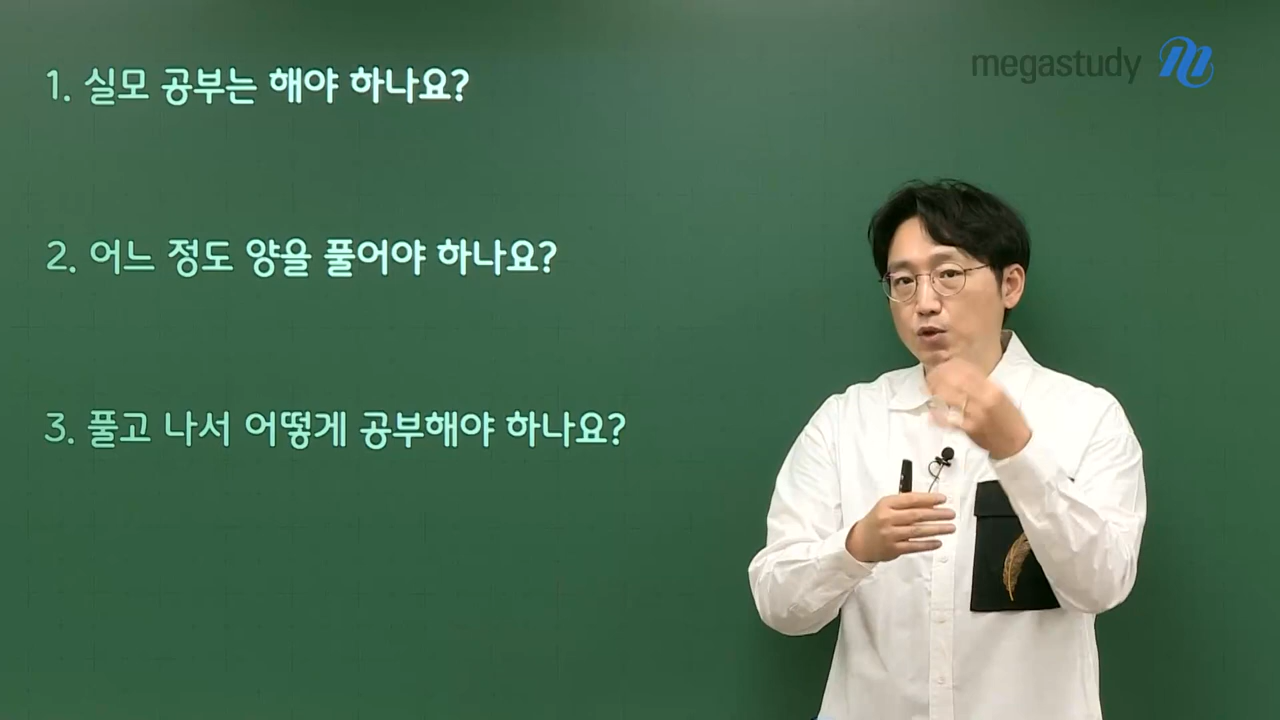 megastudy
1. 실모 공부는 해야 하나요?
2. 어느 정도 양을 풀어야 하나요?
3. 풀고 나서 어떻게 공부해야 하나요?